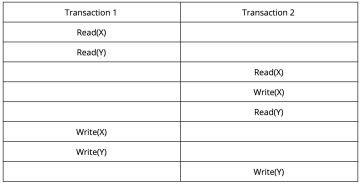 Transaction 1 Transaction 2
Read(X)
Read(Y)
Read(X)
Write(X)
Read(Y)
Write(X)
Write(Y)
Write(Y)